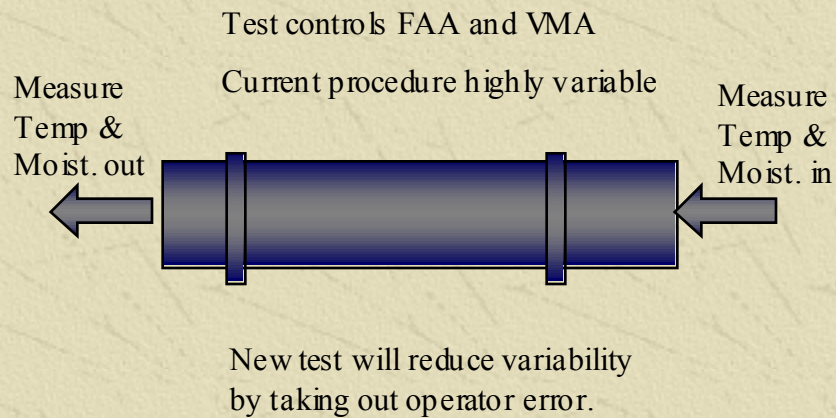 Test controls FAA and VMA
Current procedure highly variable
Measure
Temp &
Moist. out
Measure
Temp &
Moist. in
New test will reduce variability
by taking out operator error.